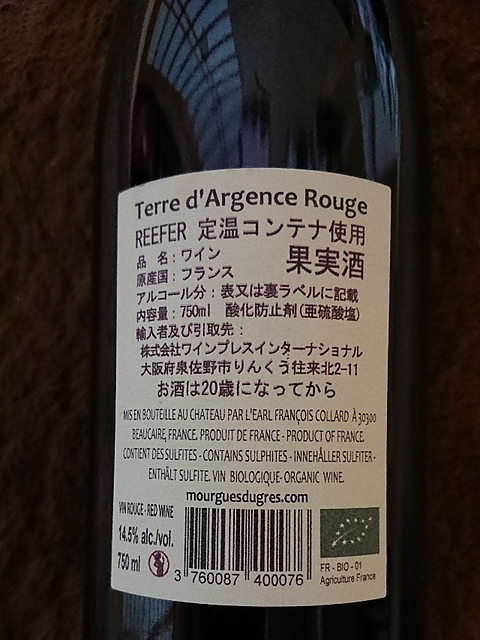 Terre d'Argence Rouge
REEFER 定温コンテナ使用
品 名：ワイン 果実酒
原産国：フランス
アルコール分：表又は裏ラベルに記載
内容量：750ml 酸化防止剤(亜硫酸塩)
輸入者及び引取先：
株式会社ワインプレスインターナショナル
大阪府泉佐野市りんくう往来北2-11
お酒は20歳になってから
MIS EN BOUTEILLE AU CHATEAU PAR L'EARL FRANÇOIS COLLARD À 30300
BEAUCAIRE, FRANCE. PRODUIT DE FRANCE - PRODUCT OF FRANCE.
CONTIENT DES SULFITES - CONTAINS SULPHITES - INNEHÅLLER SULFITER -
ENTHÄLT SULFITE. VIN BIOLOGIQUE- ORGANIC WINE.
mourguesdugres.com
VIN ROUGE - RED WINE
14.5% alc./vol.
750 ml
3 760087 400076
FR - BIO - 01
Agriculture France